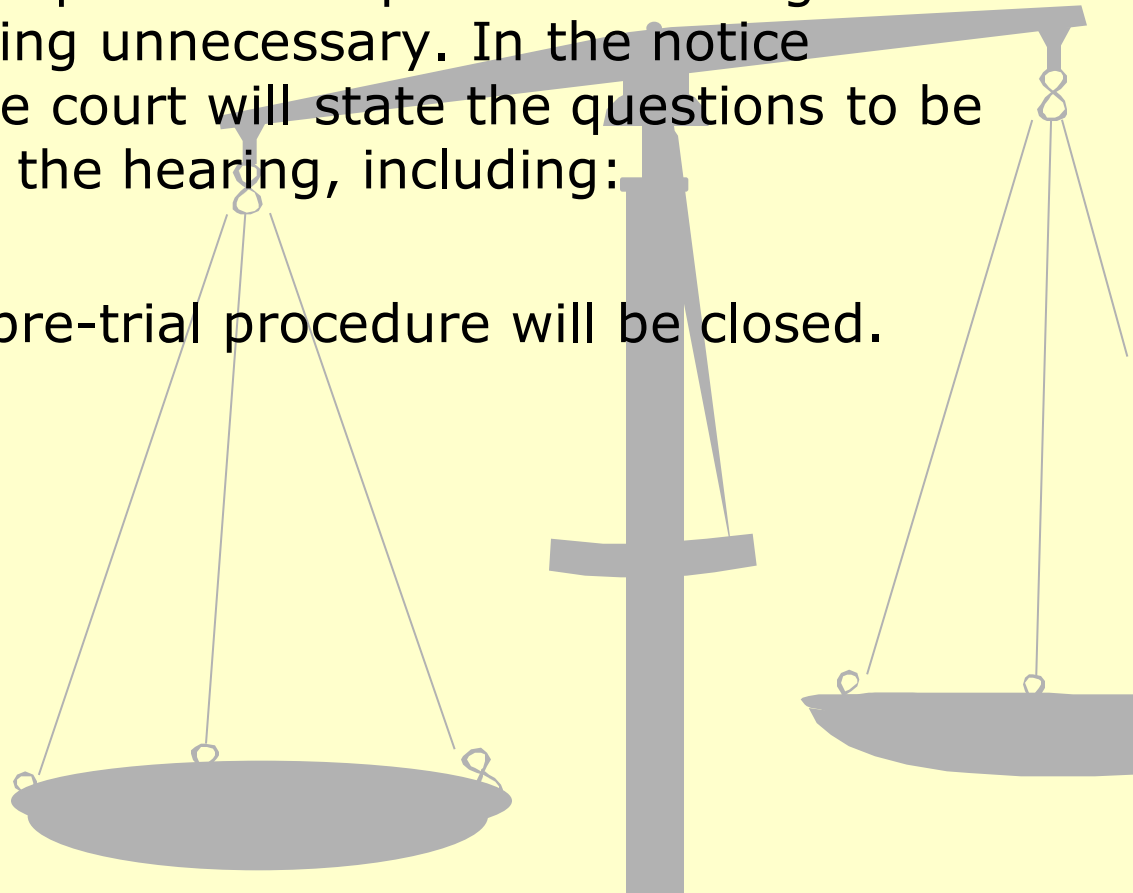 ing unnecessary. In the notice
e court will state the questions to be
the hearing, including:
pre-trial procedure will be closed.